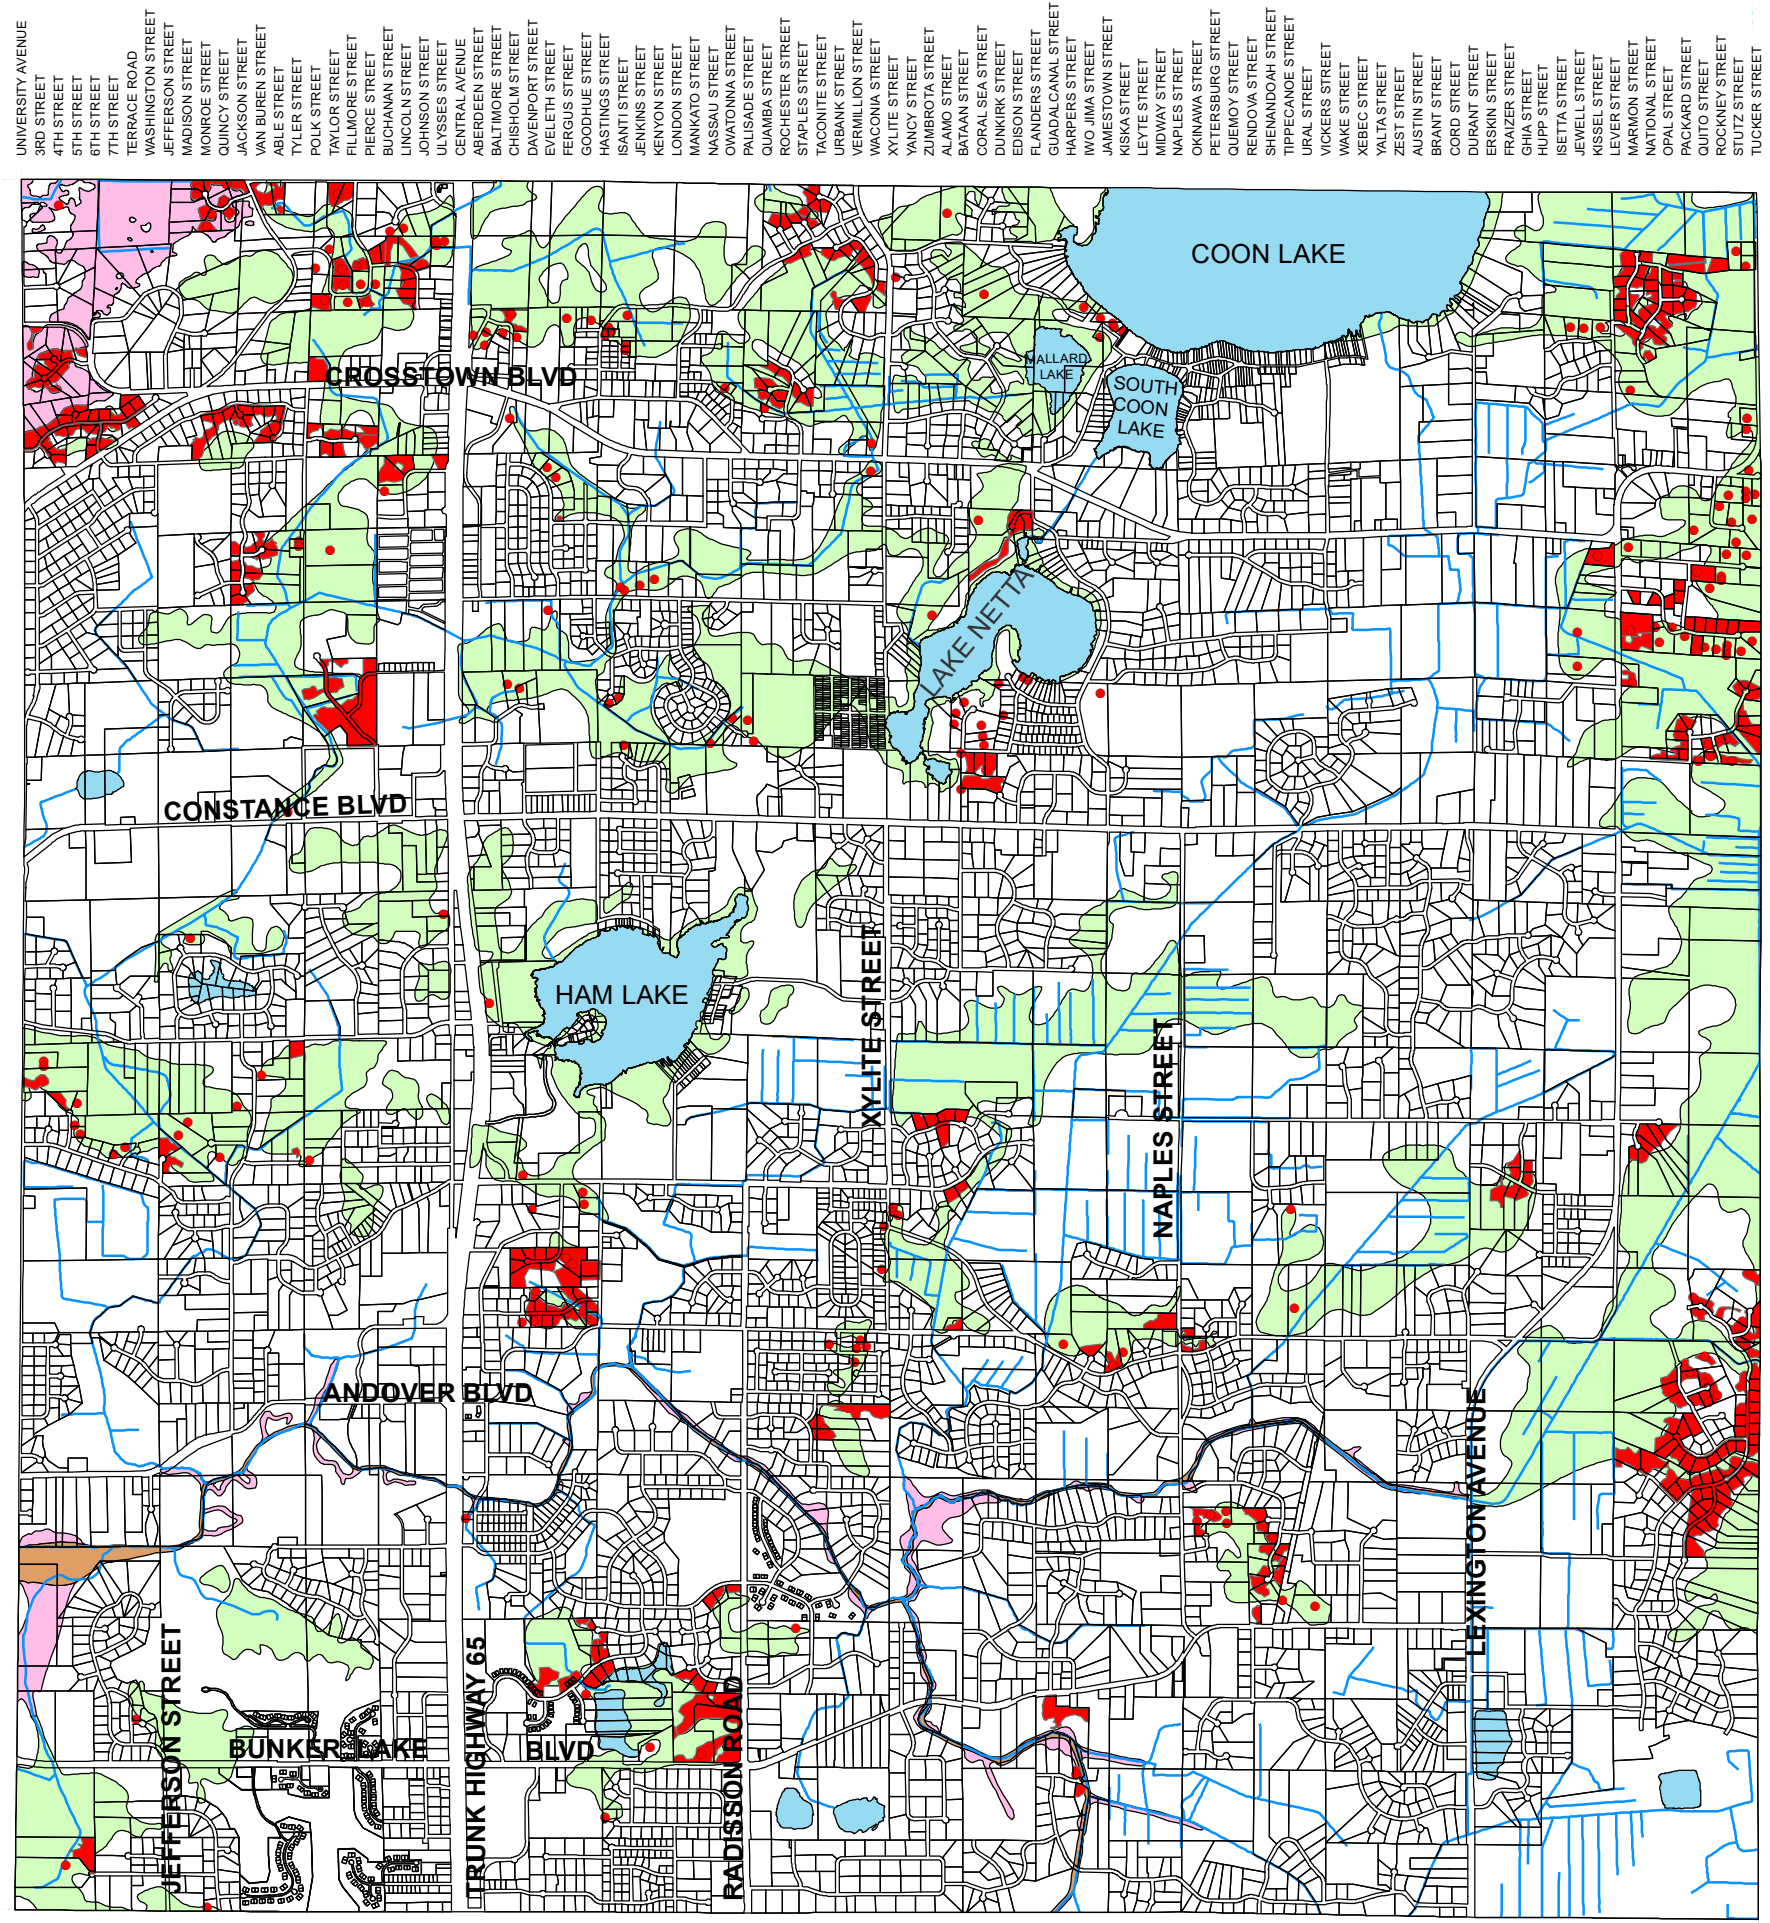 UNIVERSITY AVENUE
3RD STREET
4TH STREET
5TH STREET
6TH STREET
7TH STREET
TERRACE ROAD
WASHINGTON STREET
JEFFERSON STREET
MADISON STREET
MONROE STREET
QUINCY STREET
JACKSON STREET
VAN BUREN STREET
ABLE STREET
TYLER STREET
POLK STREET
TAYLOR STREET
FILLMORE STREET
PIERCE STREET
BUCHANAN STREET
LINCOLN STREET
JOHNSON STREET
ULYSSES STREET
CENTRAL AVENUE
ABERDEEN STREET
BALTIMORE STREET
CHISHOLM STREET
DAVENPORT STREET
EVELETH STREET
FERGUS STREET
GOODHUE STREET
HASTINGS STREET
ISANTI STREET
JENKINS STREET
KENYON STREET
LONDON STREET
MANKATO STREET
NASSAU STREET
OWATONNA STREET
PALISADE STREET
QUAMBA STREET
ROCHESTER STREET
STAPLES STREET
TACONITE STREET
URBANK STREET
VERMILLION STREET
WACONIA STREET
XYLITE STREET
YANCY STREET
ZUMBROTA STREET
ALAMO STREET
BATAAN STREET
CORAL SEA STREET
DUNKIRK STREET
EDISON STREET
FLANDERS STREET
GUADALCANAL STREET
HARPERS STREET
IWO JIMA STREET
JAMESTOWN STREET
KISKA STREET
LEYTE STREET
MIDWAY STREET
NAPLES STREET
OKINAWA STREET
PETERSBURG STREET
QUEMOY STREET
RENDOVA STREET
SHENANDOAH STREET
TIPPECANOE STREET
URAL STREET
VICKERS STREET
WAKE STREET
XEBEC STREET
YALTA STREET
ZEST STREET
AUSTIN STREET
BRANT STREET
CORD STREET
DURANT STREET
ERSKIN STREET
FRAIZER STREET
GHIA STREET
HUPP STREET
ISETTA STREET
JEWELL STREET
KISSEL STREET
LEVER STREET
MARMON STREET
NATIONAL STREET
OPAL STREET
PACKARD STREET
QUITO STREET
ROCKNEY STREET
STUTZ STREET
TUCKER STREET
COON LAKE
MALLARD
LAKE
CROSSTOWN BLVD
SOUTH
COON
LAKE
LAKE NETTA
CONSTANCE BLVD
HAM LAKE
XYLITE STREET
NAPLES STREET
ANDOVER BLVD
LEXINGTON AVENUE
JEFFERSON STREET
TRUNK HIGHWAY 65
RADISSON ROAD
BUNKER LAKE
BLVD